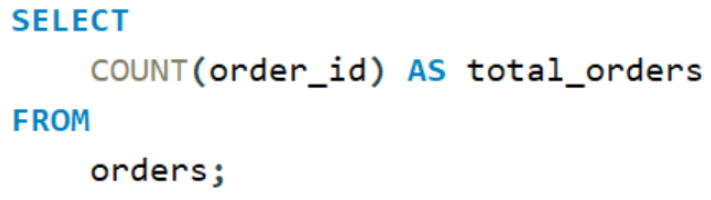 SELECT
    COUNT(order_id) AS total_orders
FROM
    orders;